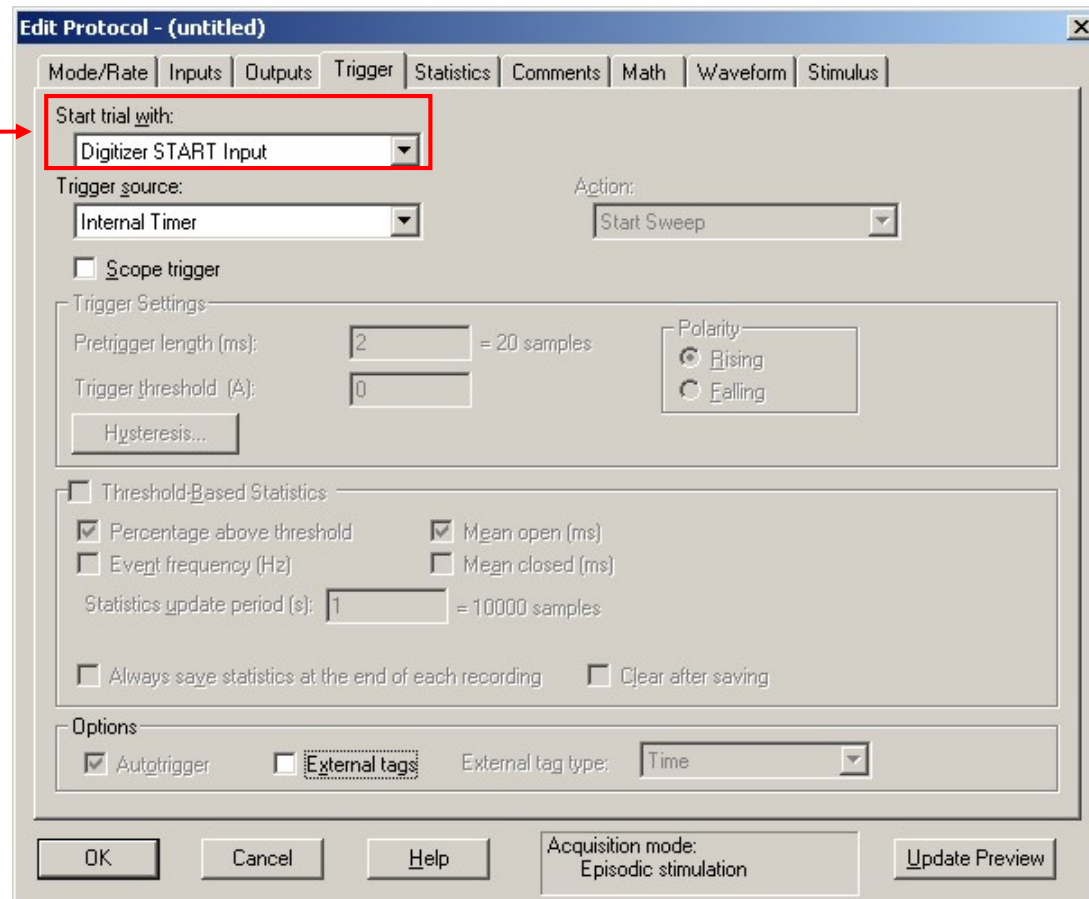 Edit Protocol - (untitled)
Mode/Rate Inputs Outputs Trigger Statistics Comments Math Waveform Stimulus
Start trial with:
Digitizer START Input
Trigger source: Action:
Internal Timer Start Sweep
Scope trigger
Trigger Settings
Pretrigger length (ms): 2 = 20 samples Polarity
Rising
Trigger threshold (A): 0 Falling
Hysteresis...
Threshold-Based Statistics
Percentage above threshold Mean open (ms)
Event frequency (Hz) Mean closed (ms)
Statistics update period (s): 1 = 10000 samples
Always save statistics at the end of each recording Clear after saving
Options
Autotrigger External tags External tag type: Time
OK Cancel Help Acquisition mode: Update Preview
Episodic stimulation